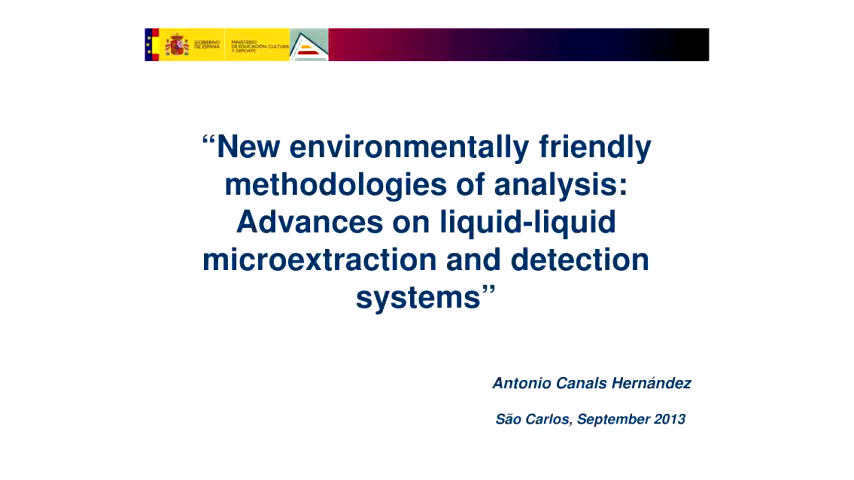 GOBIERNO
DE ESPAÑA
MINISTERIO
DE EDUCACIÓN, CULTURA
Y DEPORTE
“New environmentally friendly
methodologies of analysis:
Advances on liquid-liquid
microextraction and detection
systems”
Antonio Canals Hernández
São Carlos, September 2013